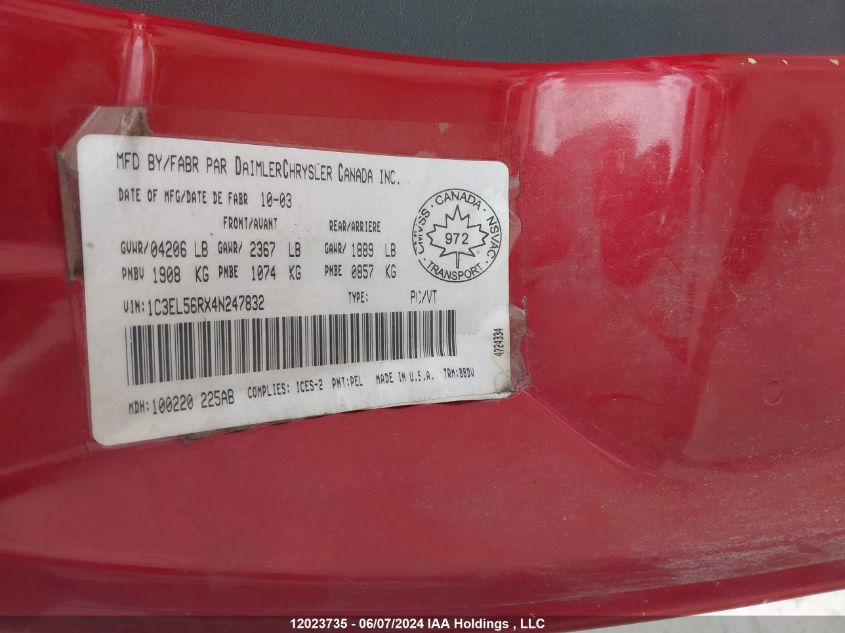 MFD BY/FABR PAR DAIMLERCHRYSLER CANADA INC.
DATE OF MFG/DATE DE FABR 10-03
FRONT/AVANT REAR/ARRIERE
GVWR/04206 LB GAWR/ 2367 LB GAWR/ 1889 LB
PNBV 1908 KG PNBE 1074 KG PNBE 0857 KG
VIN:1C3EL56RX4N247832 TYPE: PC/VT
MDH:100220 225AB COMPLIES: ICES-2 PNT:PEL MADE IN U.S.A. TRM:BBDV
CMVSS · CANADA · NSVAC
972
TRANSPORT
4724334
12023735 - 06/07/2024 IAA Holdings , LLC